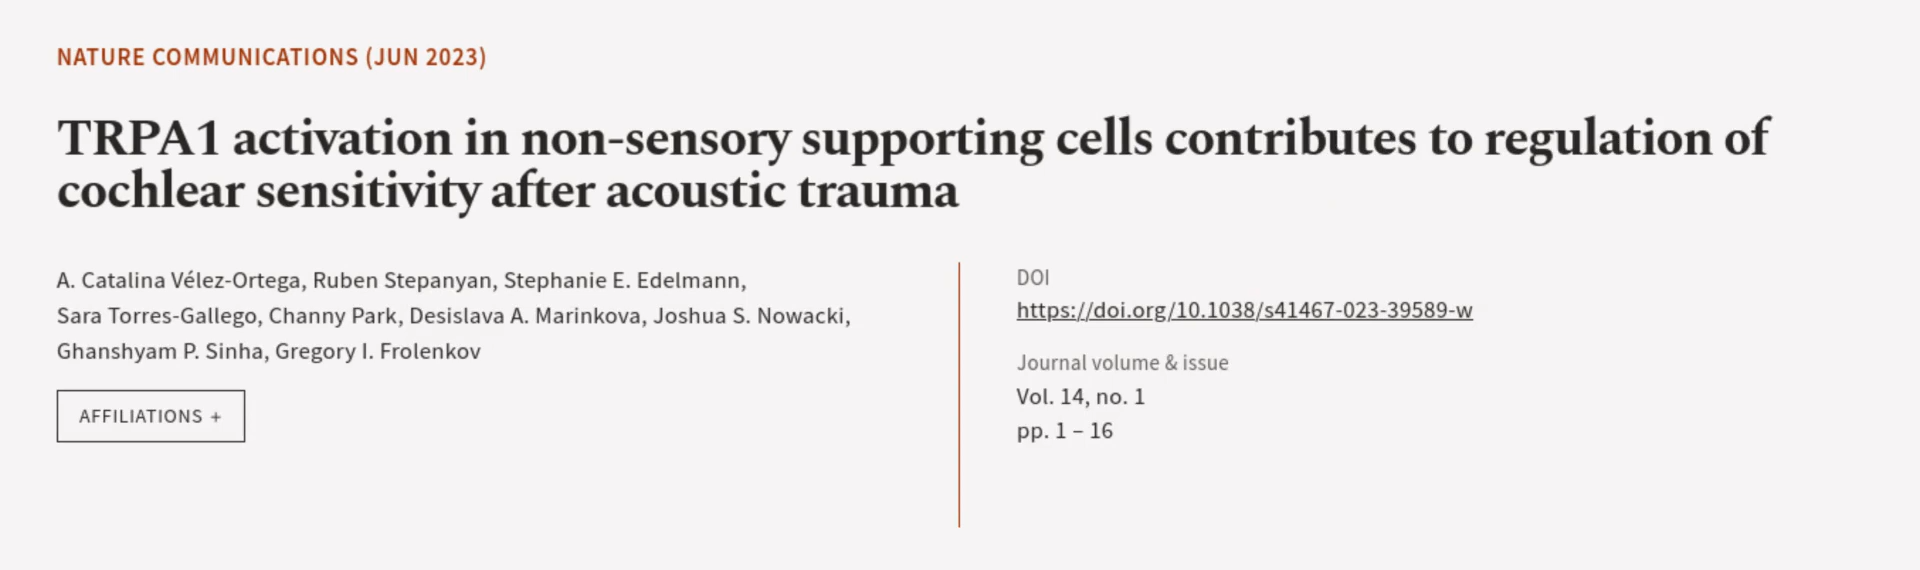 NATURE COMMUNICATIONS (JUN 2023)
TRPA1 activation in non-sensory supporting cells contributes to regulation of
cochlear sensitivity after acoustic trauma
A. Catalina Vélez-Ortega, Ruben Stepanyan, Stephanie E. Edelmann,
Sara Torres-Gallego, Channy Park, Desislava A. Marinkova, Joshua S. Nowacki,
Ghanshyam P. Sinha, Gregory I. Frolenkov
AFFILIATIONS +
DOI
https://doi.org/10.1038/s41467-023-39589-w
Journal volume & issue
Vol. 14, no. 1
pp. 1 – 16